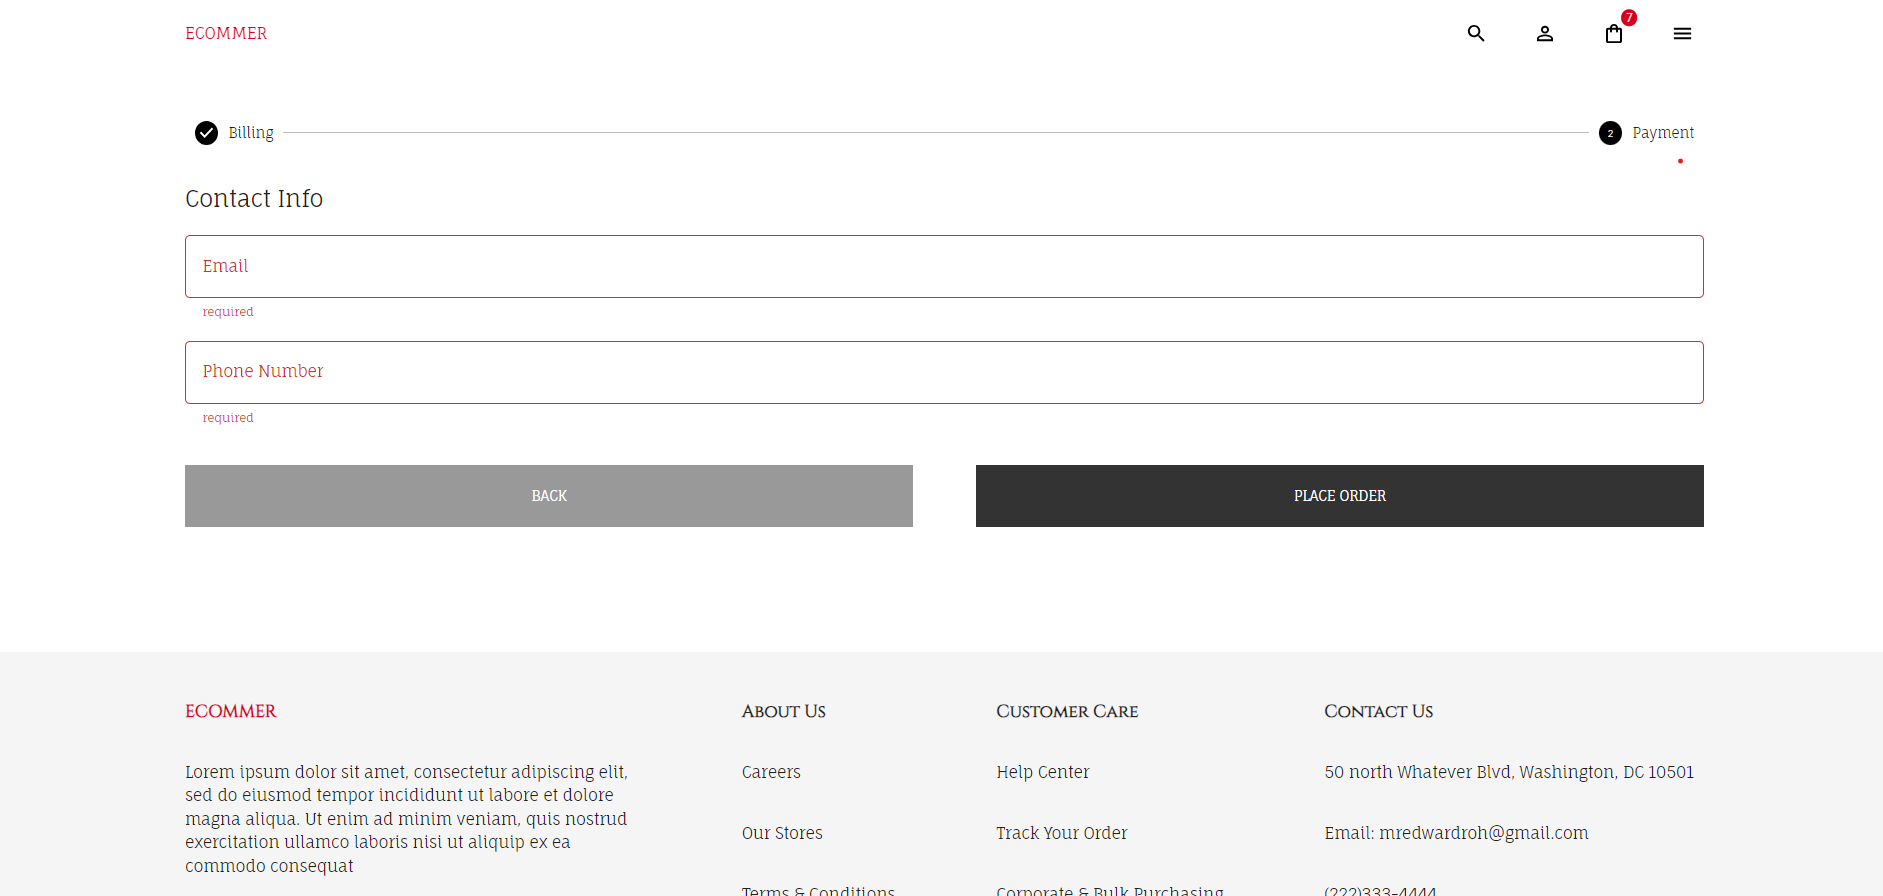 ECOMMER
7
Billing
2 Payment
Contact Info
Email
required
Phone Number
required
BACK
PLACE ORDER
ECOMMER
Lorem ipsum dolor sit amet, consectetur adipiscing elit,
sed do eiusmod tempor incididunt ut labore et dolore
magna aliqua. Ut enim ad minim veniam, quis nostrud
exercitation ullamco laboris nisi ut aliquip ex ea
commodo consequat
About Us
Careers
Our Stores
Terms & Conditions
Customer Care
Help Center
Track Your Order
Corporate & Bulk Purchasing
Contact Us
50 north Whatever Blvd, Washington, DC 10501
Email: mredwardroh@gmail.com
(222)333-4444